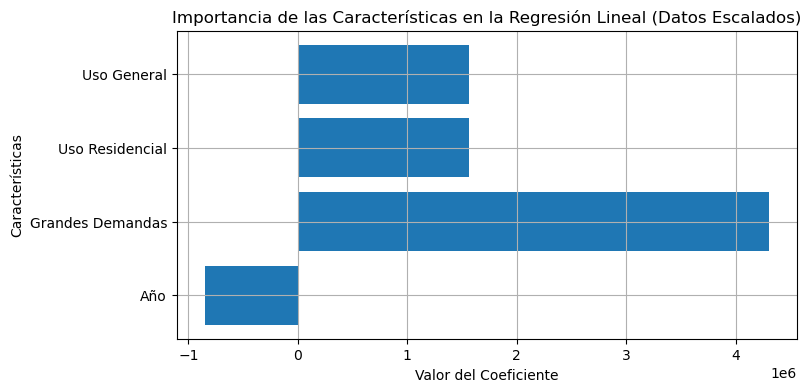 Importancia de las Características en la Regresión Lineal (Datos Escalados)
Características
Uso General
Uso Residencial
Grandes Demandas
Año
−1 0 1 2 3 4
1e6
Valor del Coeficiente